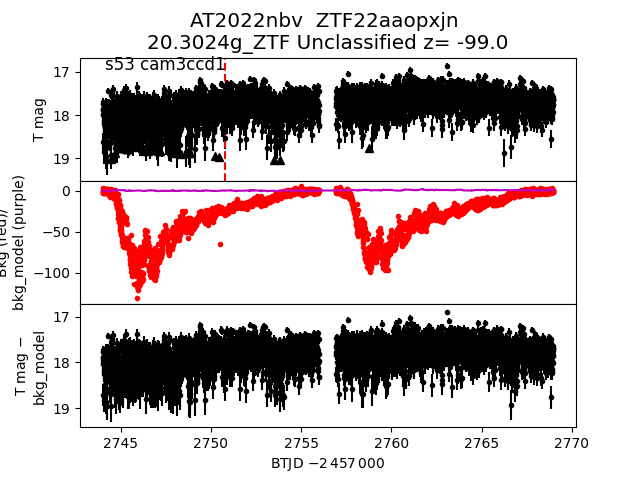 AT2022nbv ZTF22aaopxjn
20.3024g_ZTF Unclassified z= -99.0
s53 cam3ccd1
T mag
17
18
19
Bkg (red)/
bkg_model (purple)
0
−50
−100
T mag −
bkg_model
17
18
19
2745 2750 2755 2760 2765 2770
BTJD −2 457 000